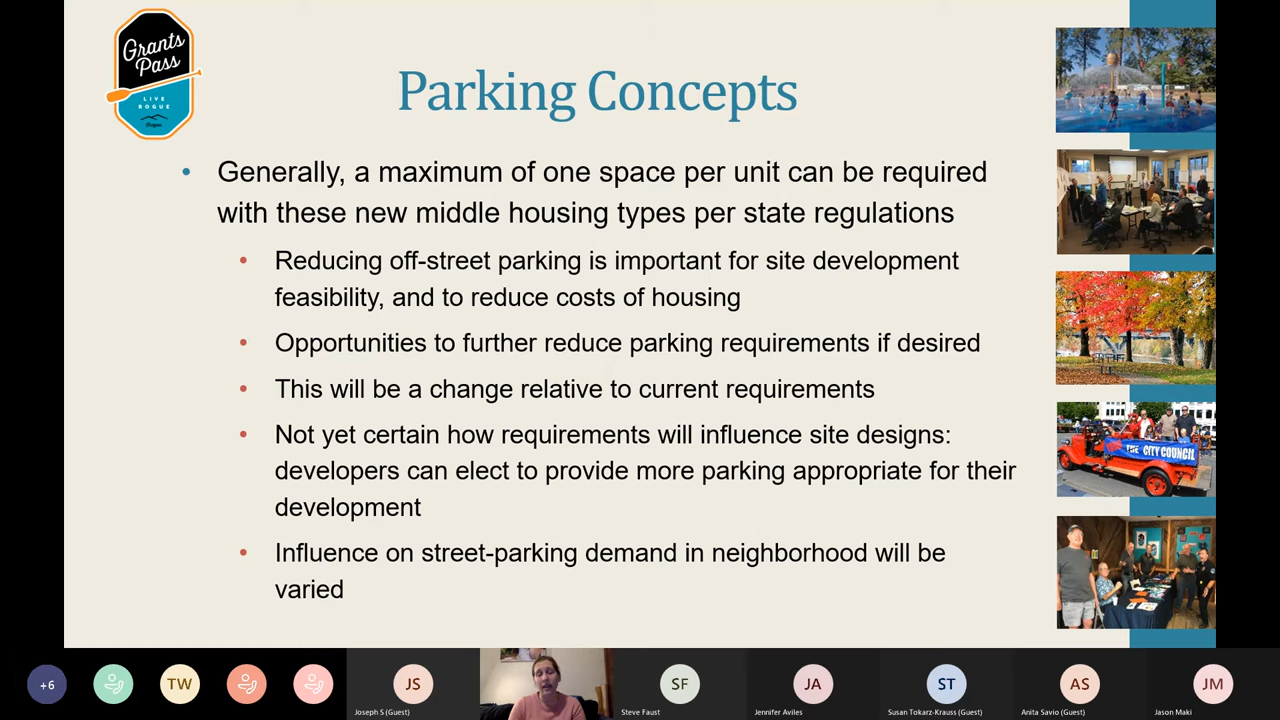 Grants
Pass
LIVE
ROGUE
Oregon
Parking Concepts
• Generally, a maximum of one space per unit can be required
with these new middle housing types per state regulations
• Reducing off-street parking is important for site development
feasibility, and to reduce costs of housing
• Opportunities to further reduce parking requirements if desired
• This will be a change relative to current requirements
• Not yet certain how requirements will influence site designs:
developers can elect to provide more parking appropriate for their
development
• Influence on street-parking demand in neighborhood will be
varied
THE CITY COUNCIL
+6
TW
JS
Joseph S (Guest)
SF
Steve Faust
JA
Jennifer Aviles
ST
Susan Tokarz-Krauss (Guest)
AS
Anita Savio (Guest)
JM
Jason Maki